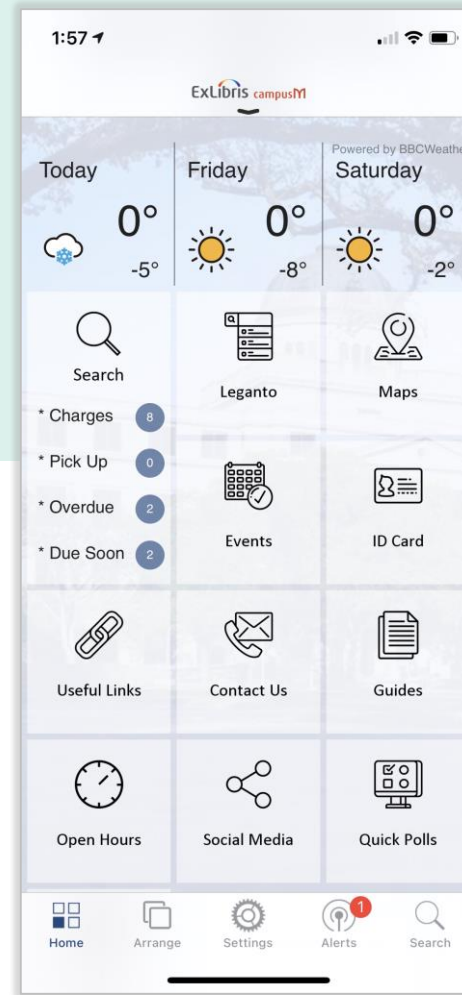 1:57
ExLibris campusM
Powered by BBCWeathe
Today
Friday
Saturday
0°
0°
0°
-5°
-8°
-2°
Search
Leganto
Maps
* Charges 8
* Pick Up 0
* Overdue 2
* Due Soon 2
Events
ID Card
Useful Links
Contact Us
Guides
Open Hours
Social Media
Quick Polls
1
Home
Arrange
Settings
Alerts
Search